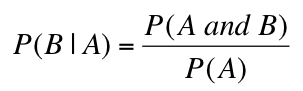 P(B | A) = P(A and B) / P(A)